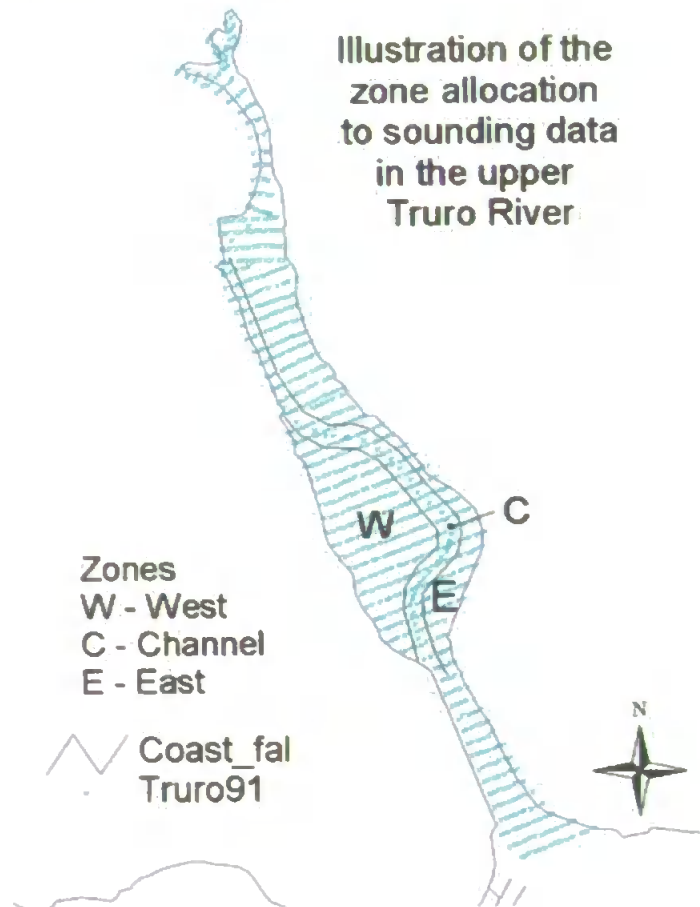 Illustration of the
zone allocation
to sounding data
in the upper
Truro River
W
C
E
Zones
W - West
C - Channel
E - East
N
Coast_fal
Truro91